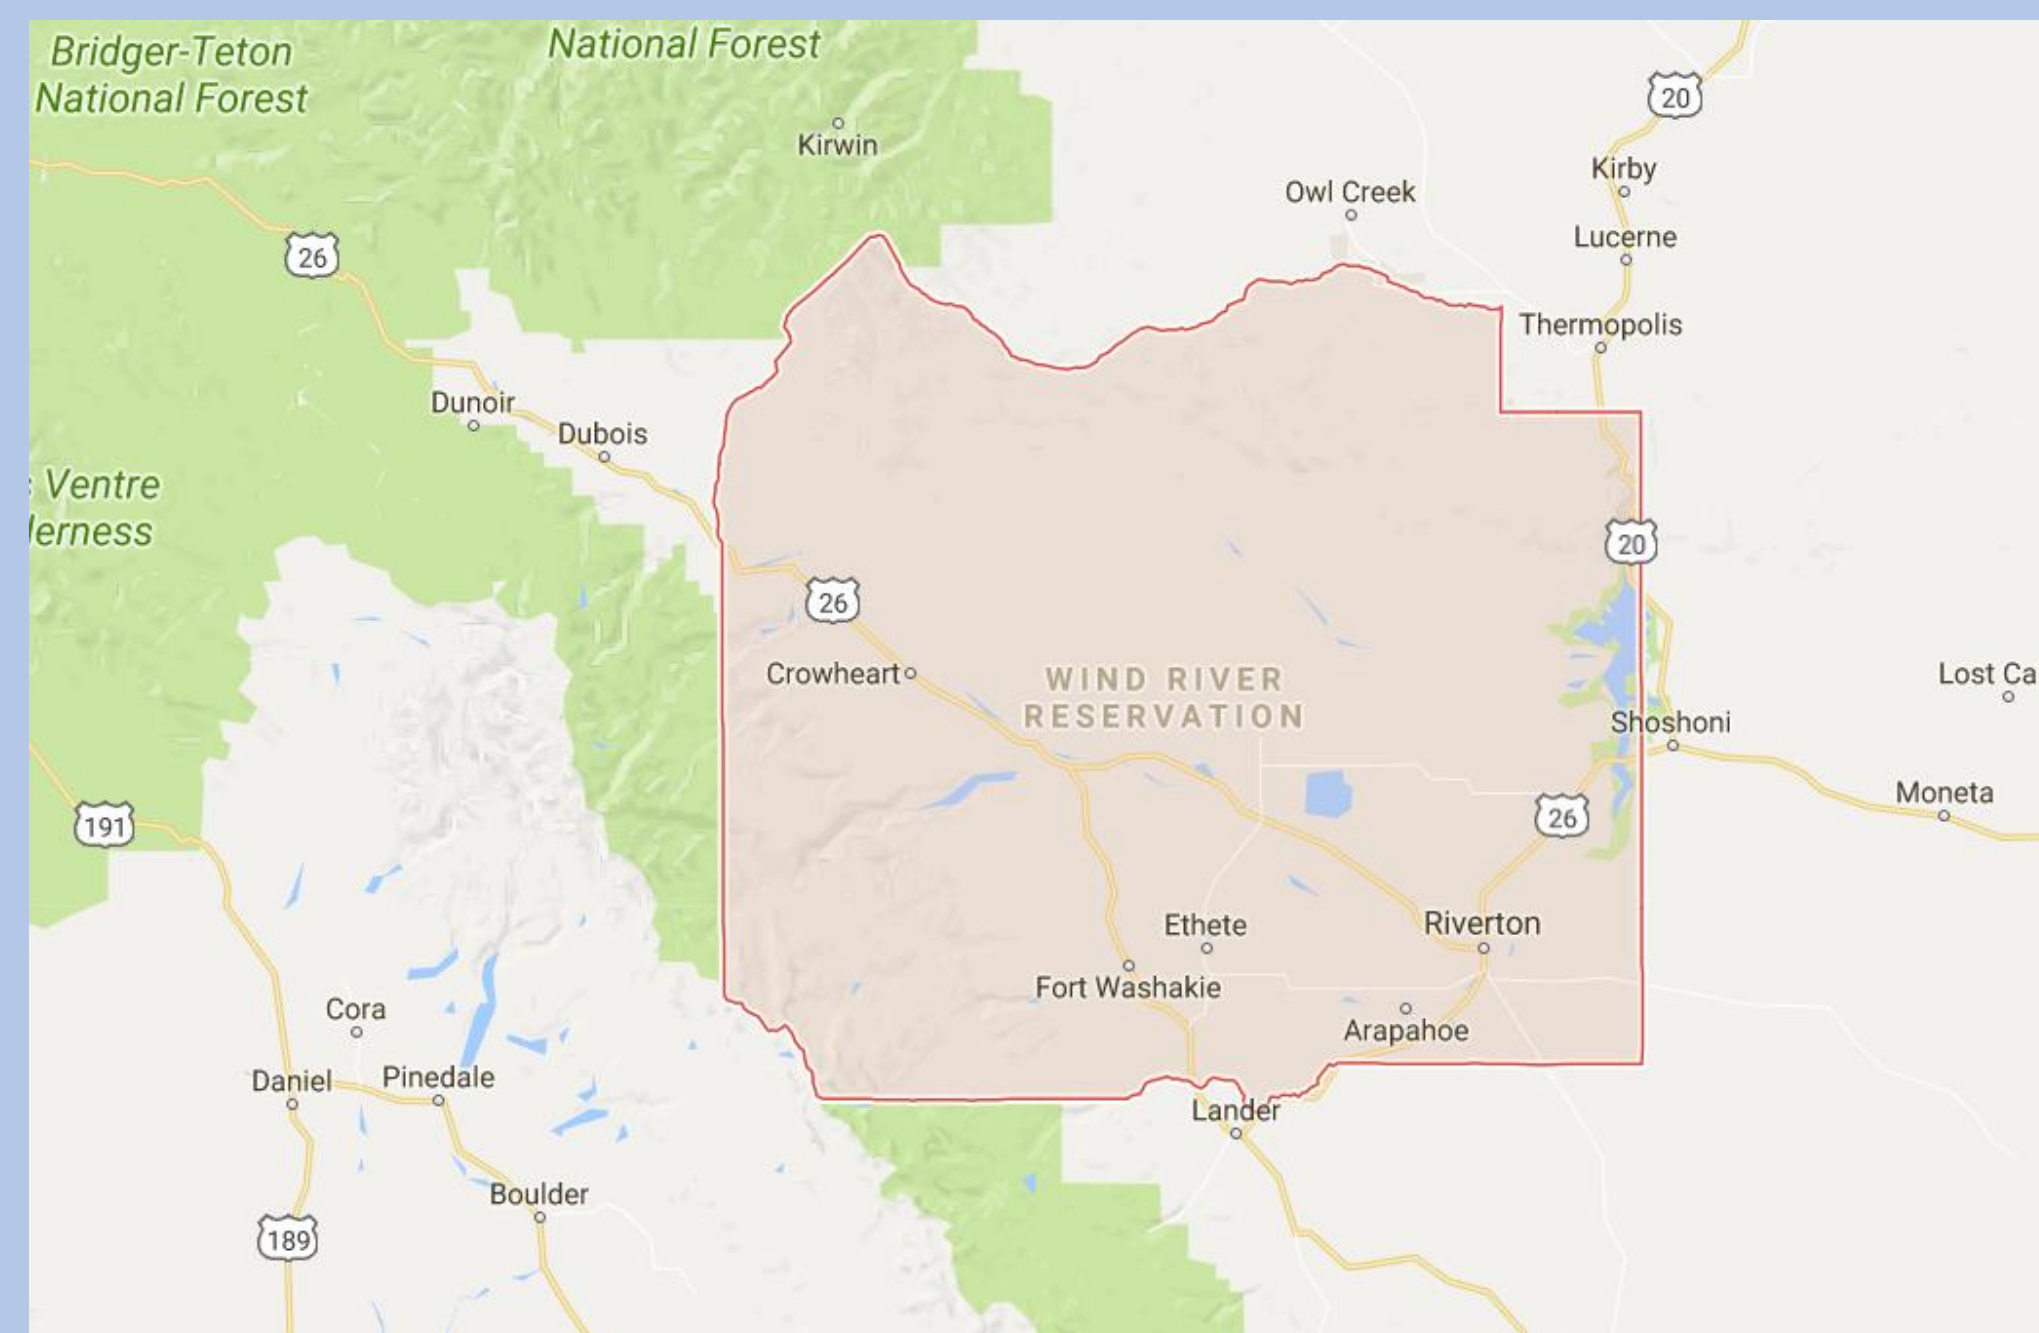 Bridger-Teton
National Forest
National Forest
Kirwin
20
Kirby
Owl Creek
Lucerne
26
Thermopolis
Dunoir
Dubois
Ventre
20
26
Crowheart
WIND RIVER
RESERVATION
Lost Ca
Shoshoni
Moneta
191
26
Ethete
Riverton
Fort Washakie
Cora
Arapahoe
Daniel
Pinedale
Lander
Boulder
189